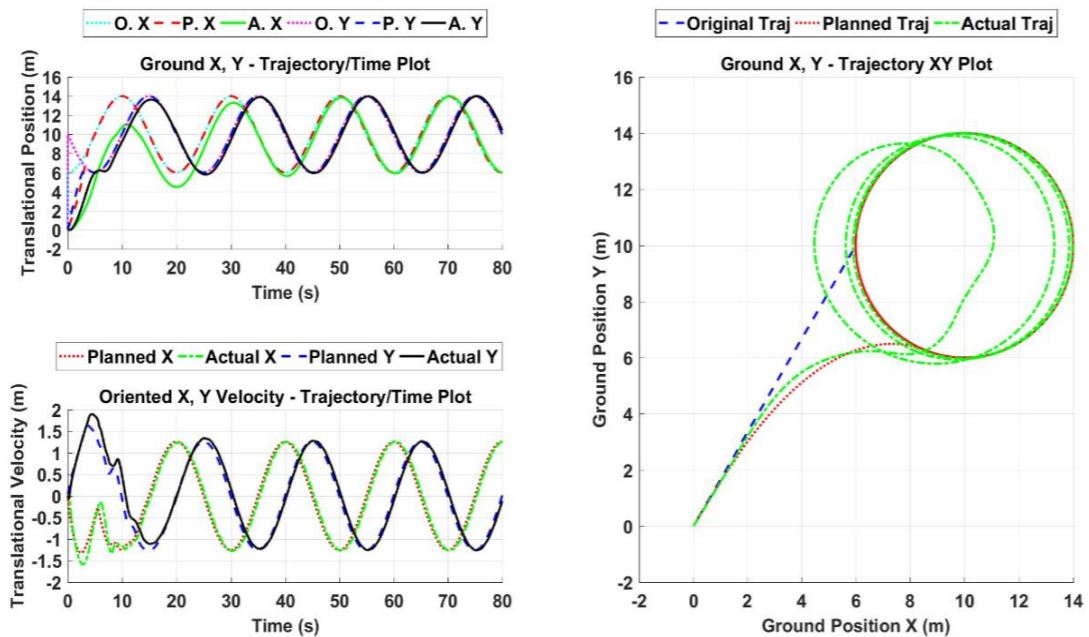 O. X P. X A. X O. Y P. Y A. Y
Ground X, Y - Trajectory/Time Plot
Translational Position (m)
16
14
12
10
8
6
4
2
0
-2
0 10 20 30 40 50 60 70 80
Time (s)
Planned X Actual X Planned Y Actual Y
Oriented X, Y Velocity - Trajectory/Time Plot
Translational Velocity (m)
2
1.5
1
0.5
0
-0.5
-1
-1.5
2
0 10 20 30 40 50 60 70 80
Time (s)
Original Traj Planned Traj Actual Traj
Ground X, Y - Trajectory XY Plot
Ground Position Y (m)
16
14
12
10
8
6
4
2
0
-2
-2 0 2 4 6 8 10 12 14
Ground Position X (m)